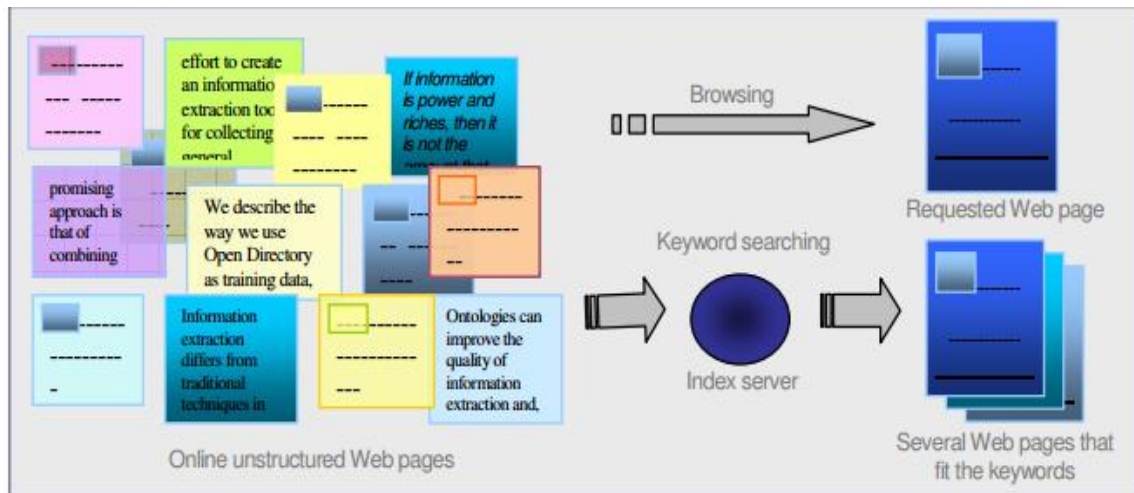 effort to create
an informatio
extraction too
for collecting
general
If information
is power and
riches, then it
is not the
amount that
promising
approach is
that of
combining
We describe the
way we use
Open Directory
as training data,
Information
extraction
differs from
traditional
techniques in
Ontologies can
improve the
quality of
information
extraction and,
Online unstructured Web pages
Browsing
Requested Web page
Keyword searching
Index server
Several Web pages that
fit the keywords